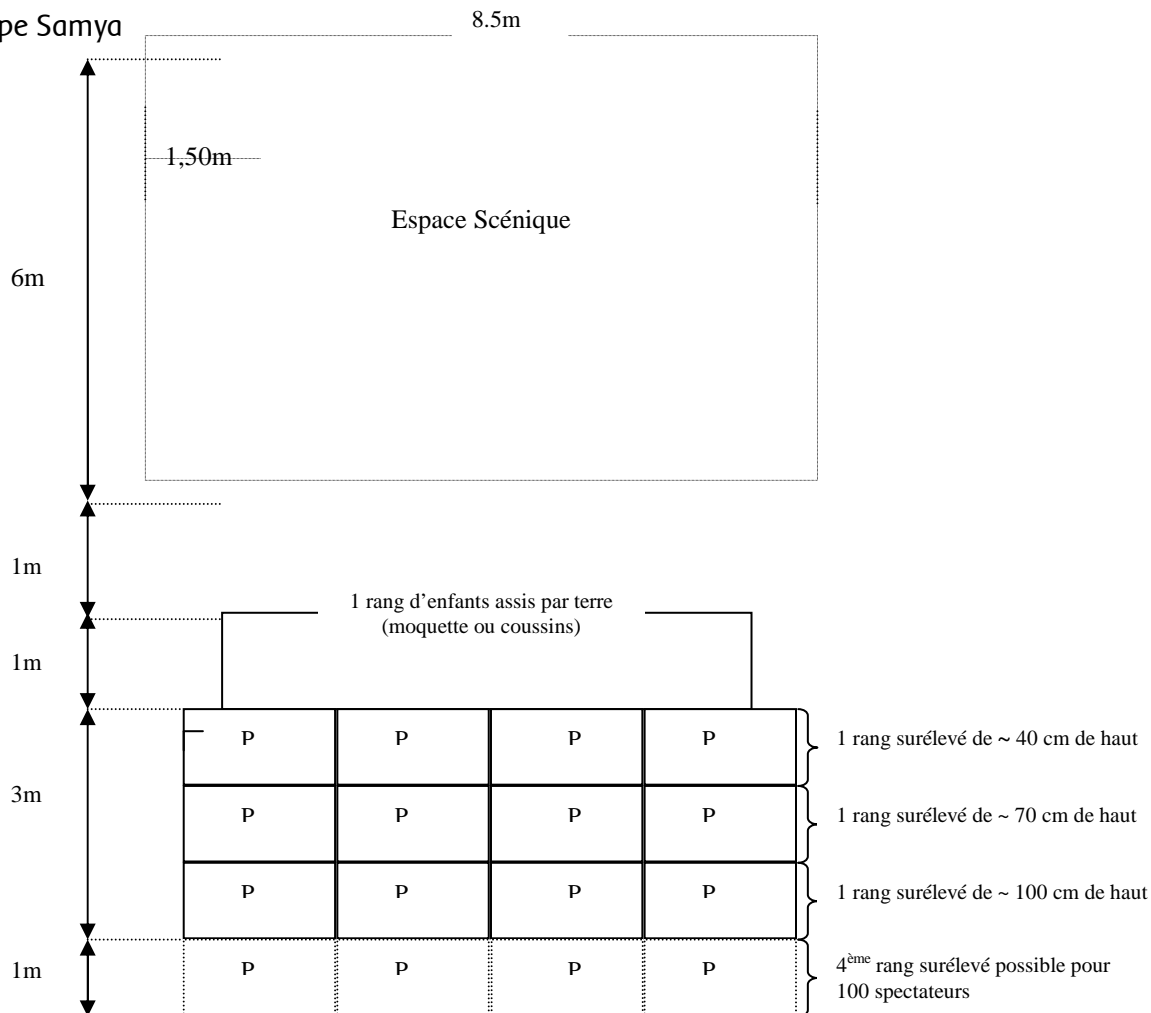 pe Samya
8.5m
1,50m
Espace Scénique
6m
1m
1 rang d'enfants assis par terre
(moquette ou coussins)
1m
P P P P
1 rang surélevé de ~ 40 cm de haut
3m
P P P P
1 rang surélevé de ~ 70 cm de haut
P P P P
1 rang surélevé de ~ 100 cm de haut
1m
P P P P
4ème rang surélevé possible pour
100 spectateurs